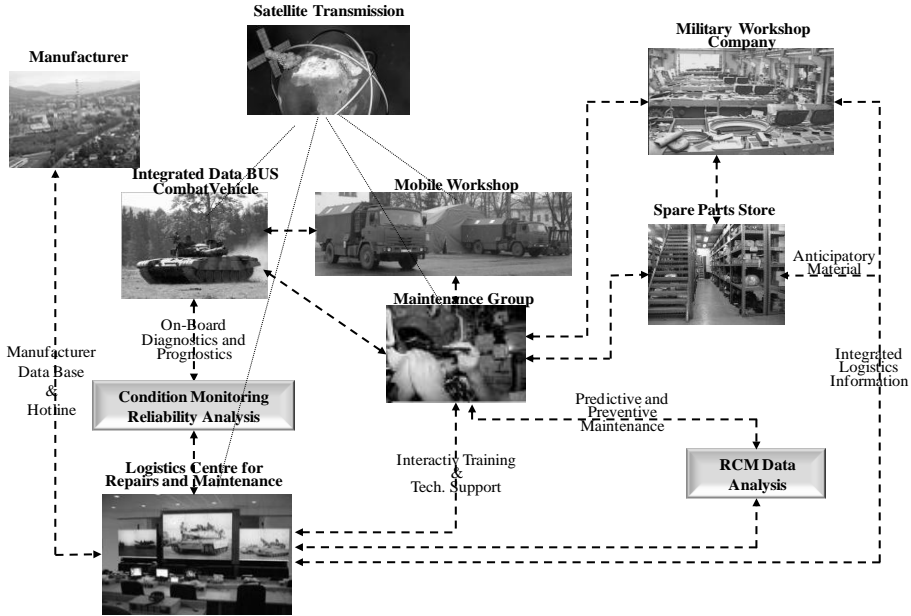 Satellite Transmission
Manufacturer
Military Workshop
Company
Integrated Data BUS
CombatVehicle
Mobile Workshop
Spare Parts Store
Anticipatory
Material
Maintenance Group
On-Board
Diagnostics and
Prognostics
Manufacturer
Data Base
&
Hotline
Integrated
Logistics
Information
Condition Monitoring
Reliability Analysis
Predictive and
Preventive
Maintenance
Interactiv Training
&
Tech. Support
RCM Data
Analysis
Logistics Centre for
Repairs and Maintenance